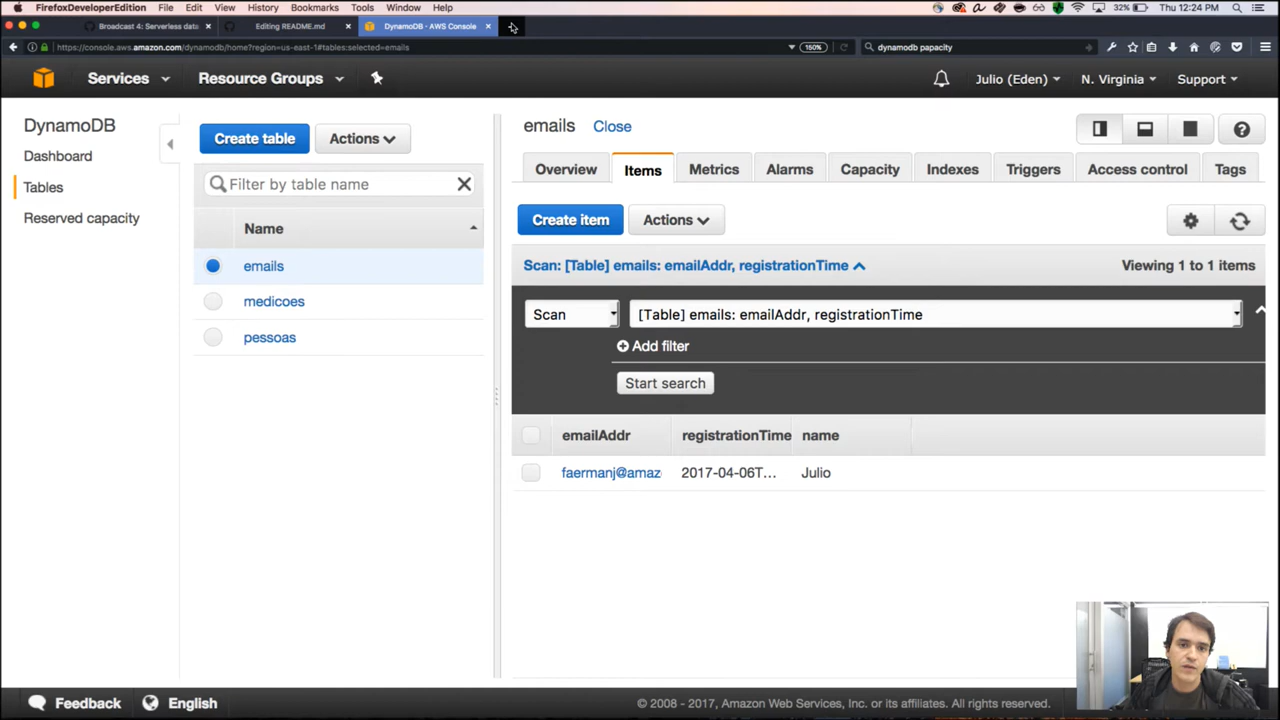 FirefoxDeveloperEdition File Edit View History Bookmarks Tools Window Help 32% Thu 12:24 PM
Broadcast 4: Serverless data × Editing README.md × DynamoDB - AWS Console ×
https://console.aws.amazon.com/dynamodb/home?region=us-east-1#tables:selected=emails 150% dynamodb papacity
Services Resource Groups Julio (Eden) N. Virginia Support
DynamoDB
Dashboard
Tables
Reserved capacity
Create table Actions
Filter by table name
Name
emails
medicoes
pessoas
emails Close
Overview Items Metrics Alarms Capacity Indexes Triggers Access control Tags
Create item Actions
Scan: [Table] emails: emailAddr, registrationTime Viewing 1 to 1 items
Scan [Table] emails: emailAddr, registrationTime
Add filter
Start search
emailAddr registrationTime name
faermanj@amaz 2017-04-06T... Julio
Feedback English © 2008 - 2017, Amazon Web Services, Inc. or its affiliates. All rights reserved.